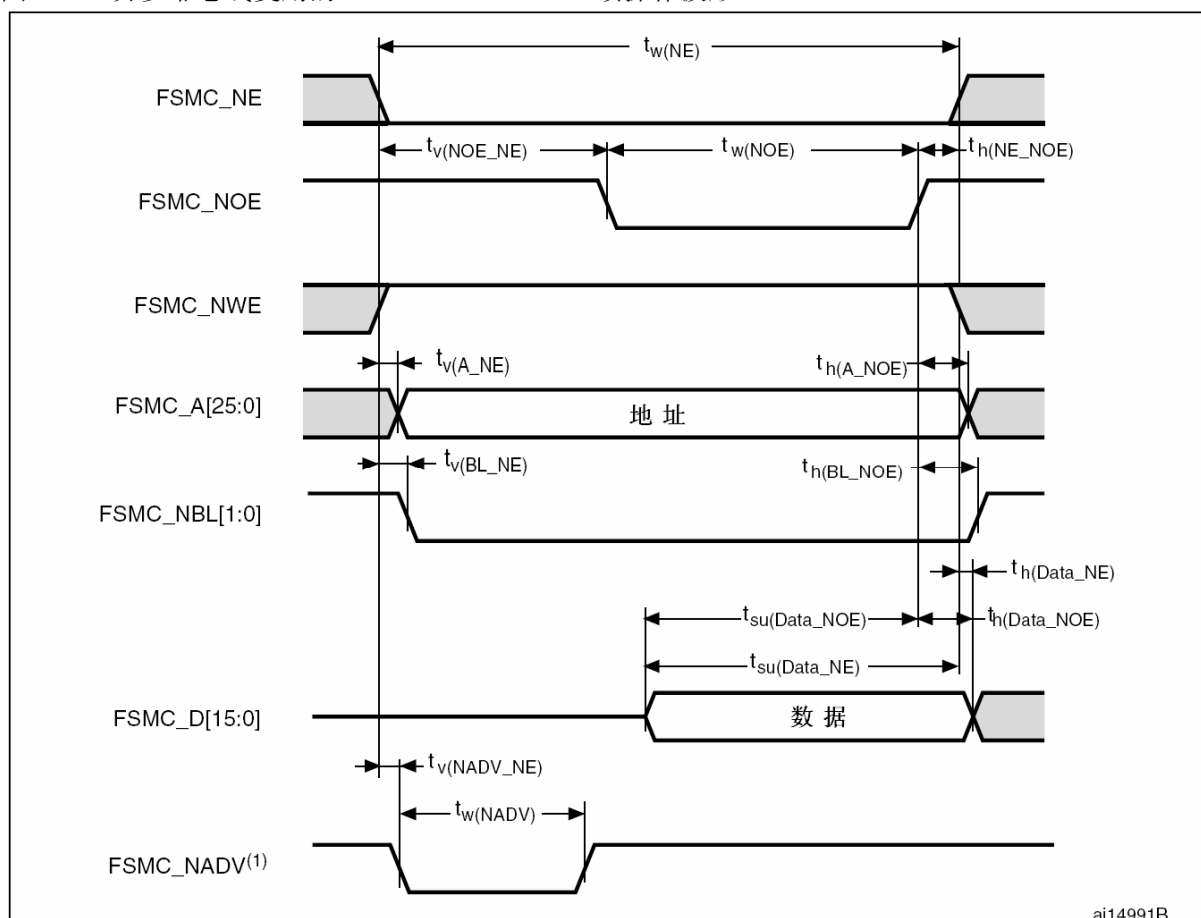 t_w(NE)
FSMC_NE
t_v(NOE_NE)
t_w(NOE)
t_h(NE_NOE)
FSMC_NOE
FSMC_NWE
t_v(A_NE)
t_h(A_NOE)
FSMC_A[25:0]
地 址
t_v(BL_NE)
t_h(BL_NOE)
FSMC_NBL[1:0]
t_h(Data_NE)
t_su(Data_NOE)
t_h(Data_NOE)
t_su(Data_NE)
FSMC_D[15:0]
数 据
t_v(NADV_NE)
t_w(NADV)
FSMC_NADV(1)
ai14991B